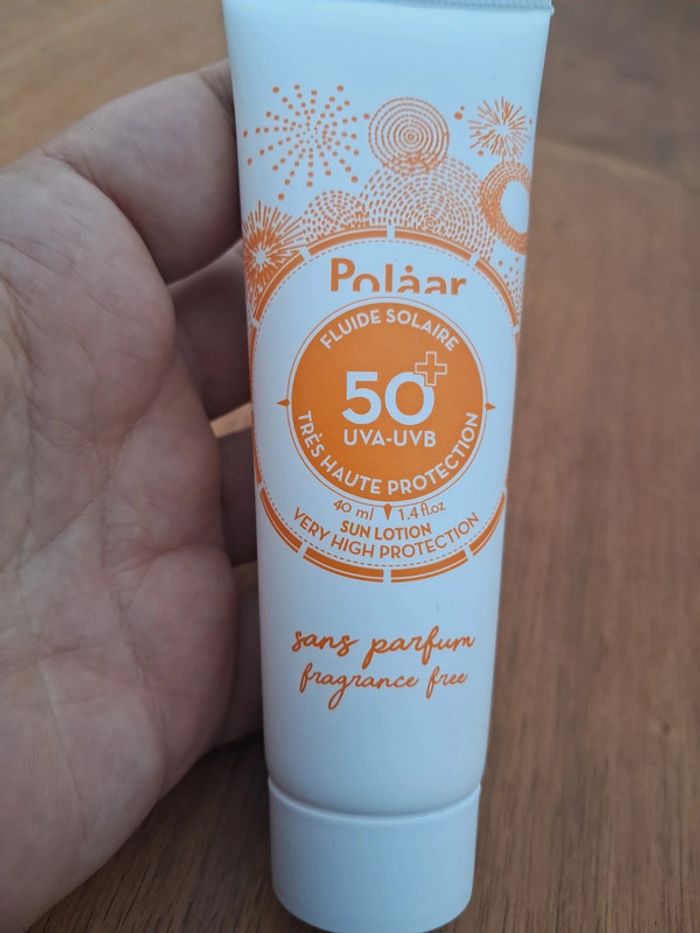 Polåar
FLUIDE SOLAIRE
50+
UVA-UVB
TRÈS HAUTE PROTECTION
40 ml 1.4 fl.oz
SUN LOTION
VERY HIGH PROTECTION
sans parfum
fragrance free